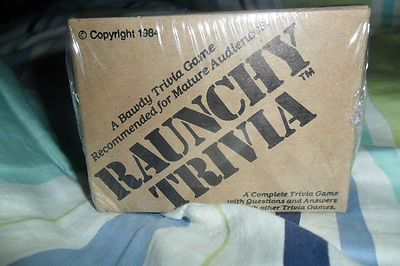 © Copyright 1984
A Bawdy Trivia Game
Recommended for Mature Audiences
RAUNCHY
TRIVIA™
A Complete Trivia Game
with Questions and Answers
other Trivia Games.